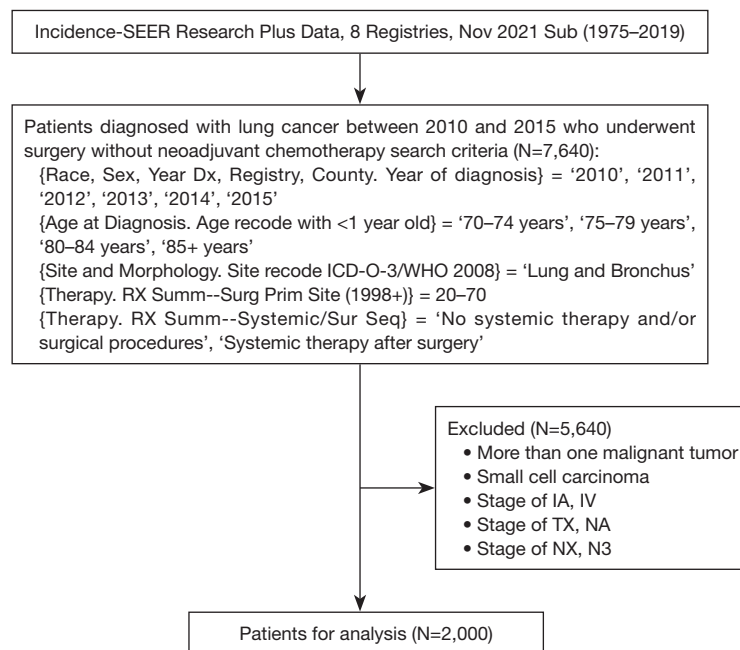 Incidence-SEER Research Plus Data, 8 Registries, Nov 2021 Sub (1975–2019)
Patients diagnosed with lung cancer between 2010 and 2015 who underwent
surgery without neoadjuvant chemotherapy search criteria (N=7,640):
{Race, Sex, Year Dx, Registry, County. Year of diagnosis} = ‘2010’, ‘2011’,
‘2012’, ‘2013’, ‘2014’, ‘2015’
{Age at Diagnosis. Age recode with <1 year old} = ‘70–74 years’, ‘75–79 years’,
‘80–84 years’, ‘85+ years’
{Site and Morphology. Site recode ICD-O-3/WHO 2008} = ‘Lung and Bronchus’
{Therapy. RX Summ--Surg Prim Site (1998+)} = 20–70
{Therapy. RX Summ--Systemic/Sur Seq} = ‘No systemic therapy and/or
surgical procedures’, ‘Systemic therapy after surgery’
Excluded (N=5,640)
• More than one malignant tumor
• Small cell carcinoma
• Stage of IA, IV
• Stage of TX, NA
• Stage of NX, N3
Patients for analysis (N=2,000)